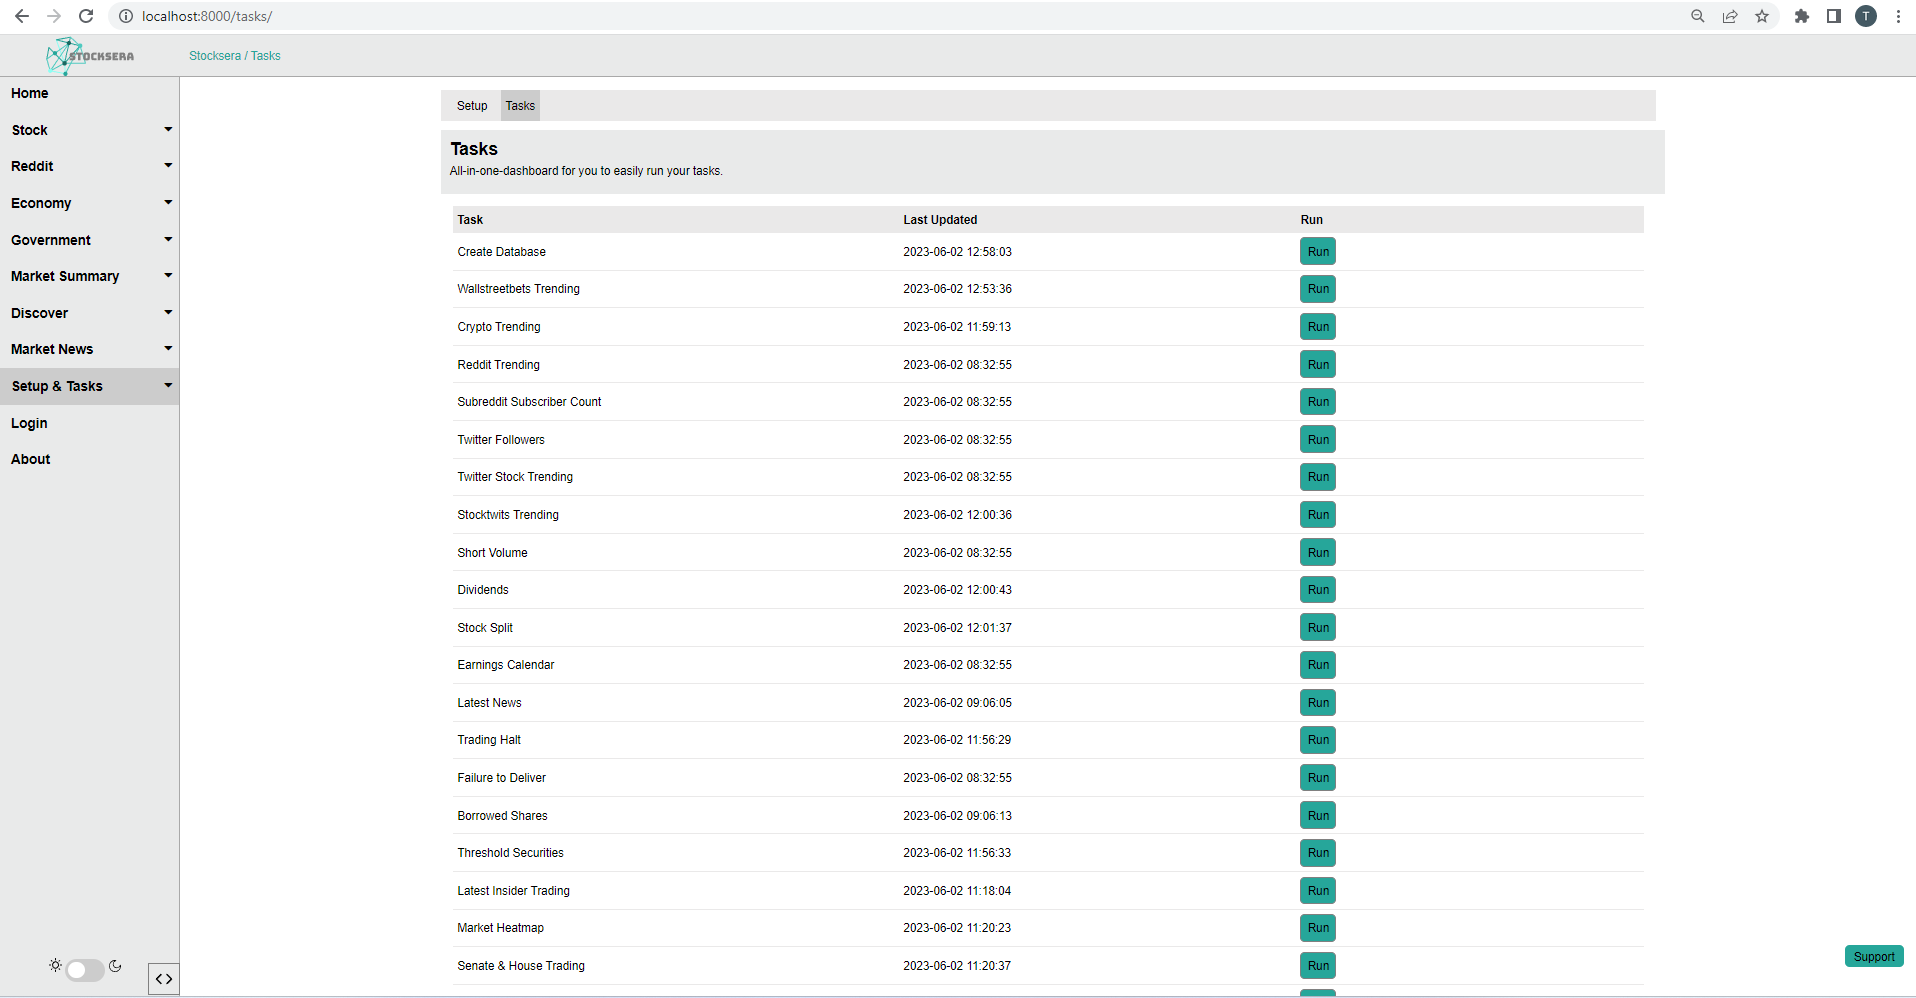 localhost:8000/tasks/
T
STOCKSERA
Stocksera / Tasks
Home
Stock
Reddit
Economy
Government
Market Summary
Discover
Market News
Setup & Tasks
Login
About
Setup Tasks
Tasks
All-in-one-dashboard for you to easily run your tasks.
Task Last Updated Run
Create Database 2023-06-02 12:58:03 Run
Wallstreetbets Trending 2023-06-02 12:53:36 Run
Crypto Trending 2023-06-02 11:59:13 Run
Reddit Trending 2023-06-02 08:32:55 Run
Subreddit Subscriber Count 2023-06-02 08:32:55 Run
Twitter Followers 2023-06-02 08:32:55 Run
Twitter Stock Trending 2023-06-02 08:32:55 Run
Stocktwits Trending 2023-06-02 12:00:36 Run
Short Volume 2023-06-02 08:32:55 Run
Dividends 2023-06-02 12:00:43 Run
Stock Split 2023-06-02 12:01:37 Run
Earnings Calendar 2023-06-02 08:32:55 Run
Latest News 2023-06-02 09:06:05 Run
Trading Halt 2023-06-02 11:56:29 Run
Failure to Deliver 2023-06-02 08:32:55 Run
Borrowed Shares 2023-06-02 09:06:13 Run
Threshold Securities 2023-06-02 11:56:33 Run
Latest Insider Trading 2023-06-02 11:18:04 Run
Market Heatmap 2023-06-02 11:20:23 Run
Senate & House Trading 2023-06-02 11:20:37 Run
Support